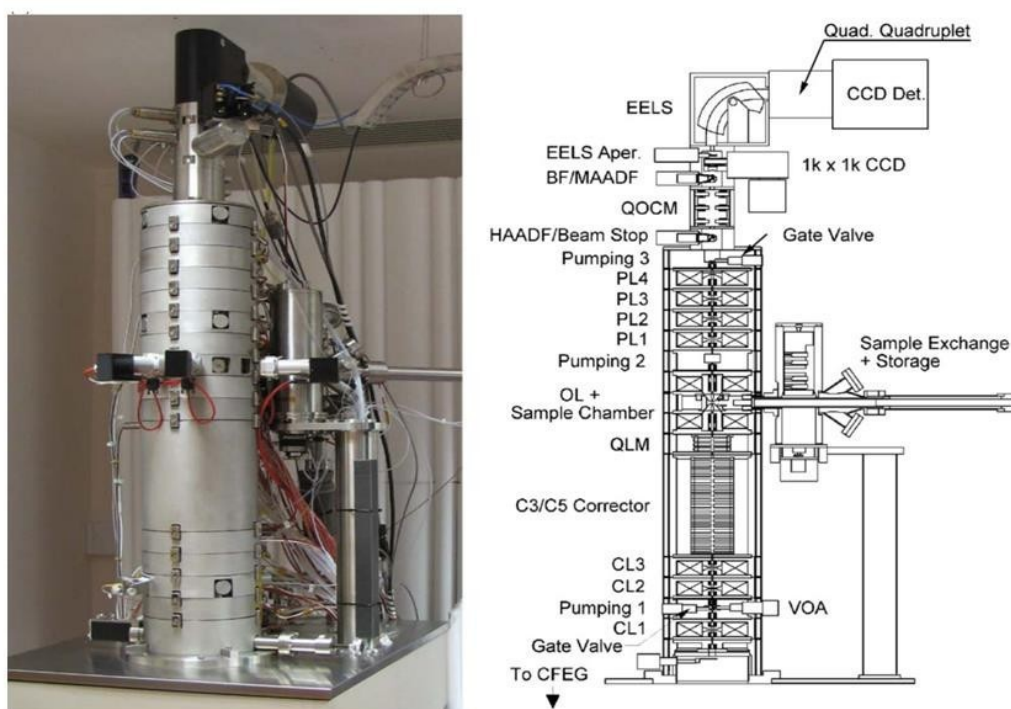 Quad. Quadruplet
CCD Det.
EELS
EELS Aper.
1k x 1k CCD
BF/MAADF
QOCM
HAADF/Beam Stop
Gate Valve
Pumping 3
PL4
PL3
PL2
PL1
Pumping 2
Sample Exchange
+ Storage
OL +
Sample Chamber
QLM
C3/C5 Corrector
CL3
CL2
Pumping 1
VOA
CL1
Gate Valve
To CFEG